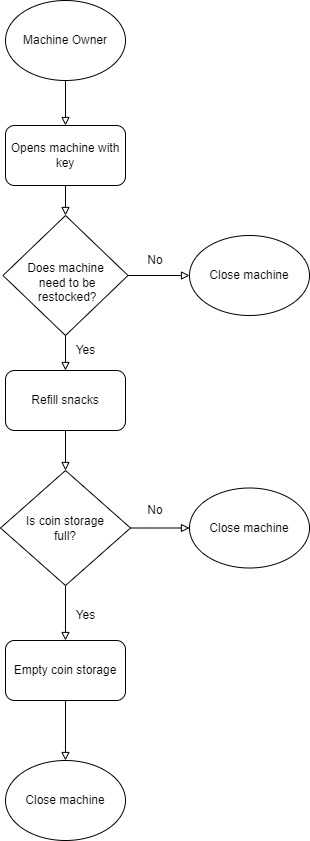 Machine Owner
Opens machine with
key
Does machine
need to be
restocked?
No
Close machine
Yes
Refill snacks
Is coin storage
full?
No
Close machine
Yes
Empty coin storage
Close machine